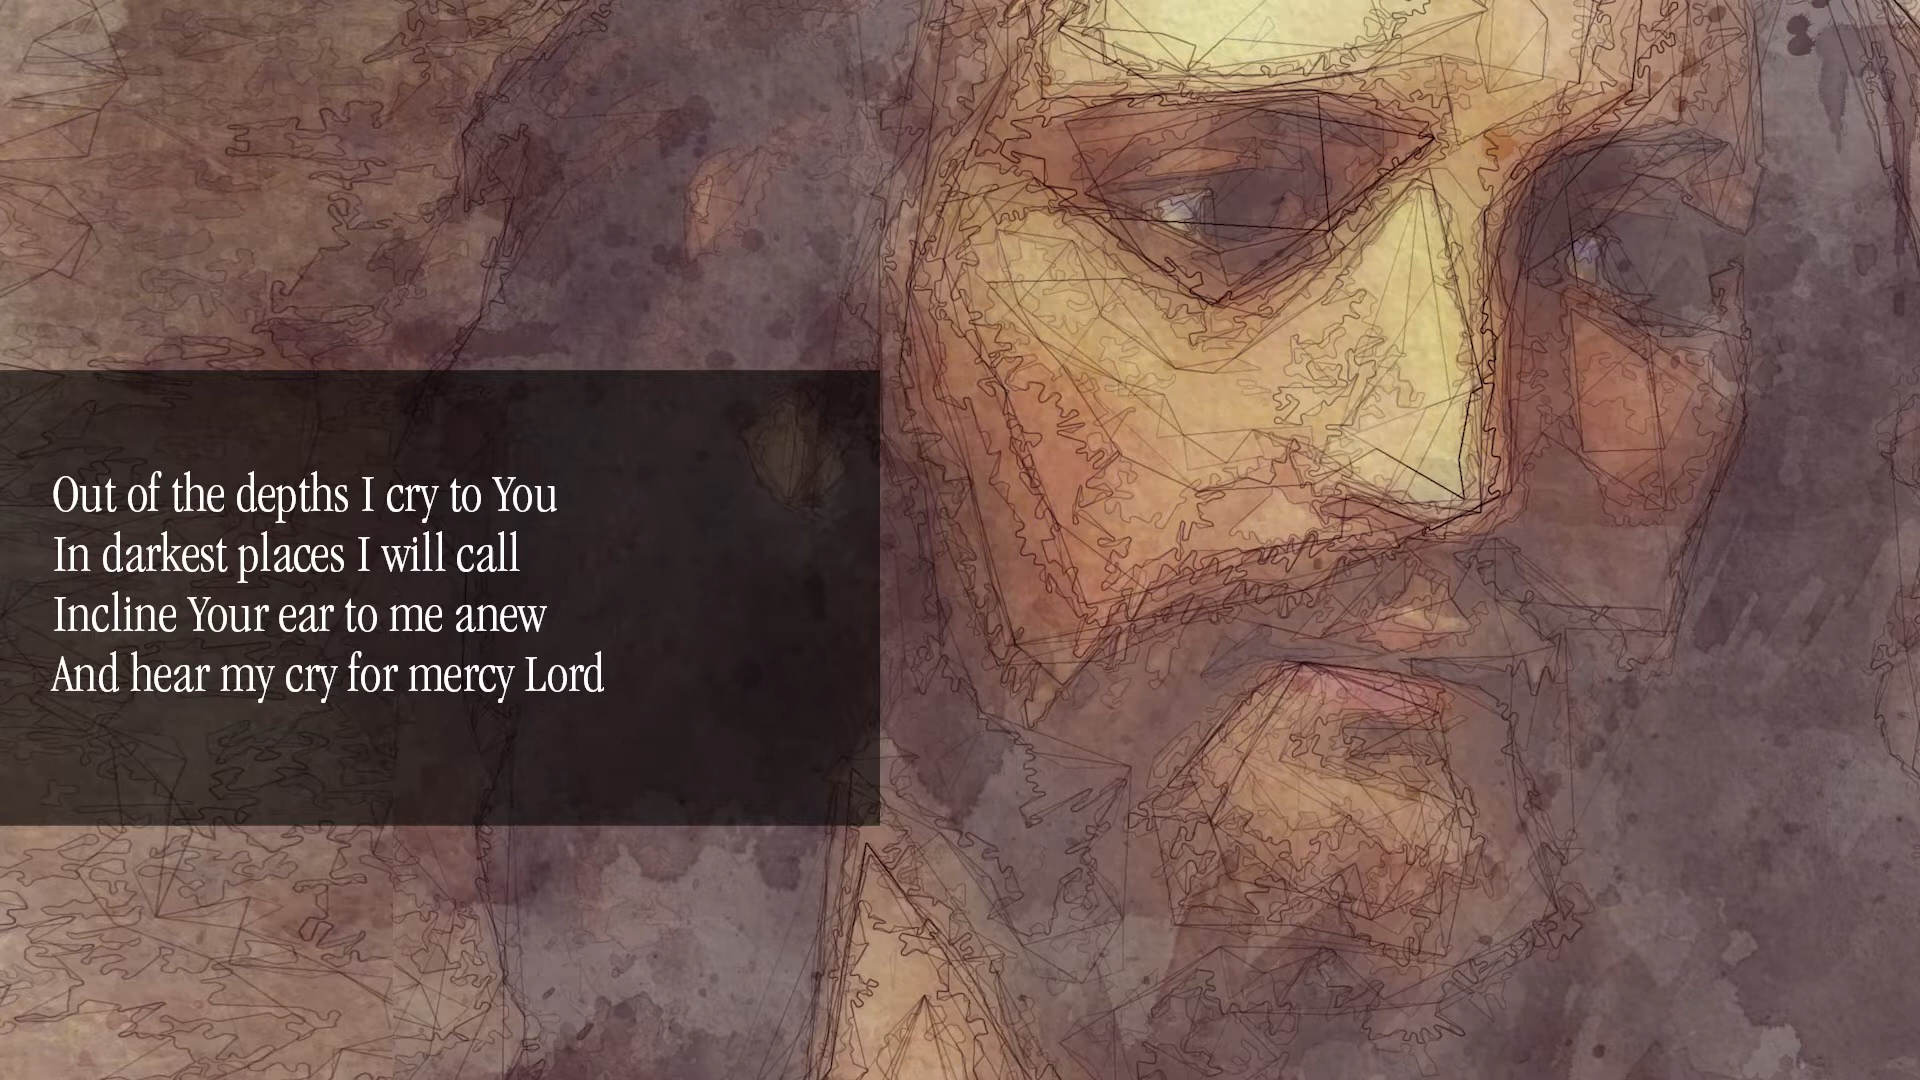 Out of the depths I cry to You
In darkest places I will call
Incline Your ear to me anew
And hear my cry for mercy Lord